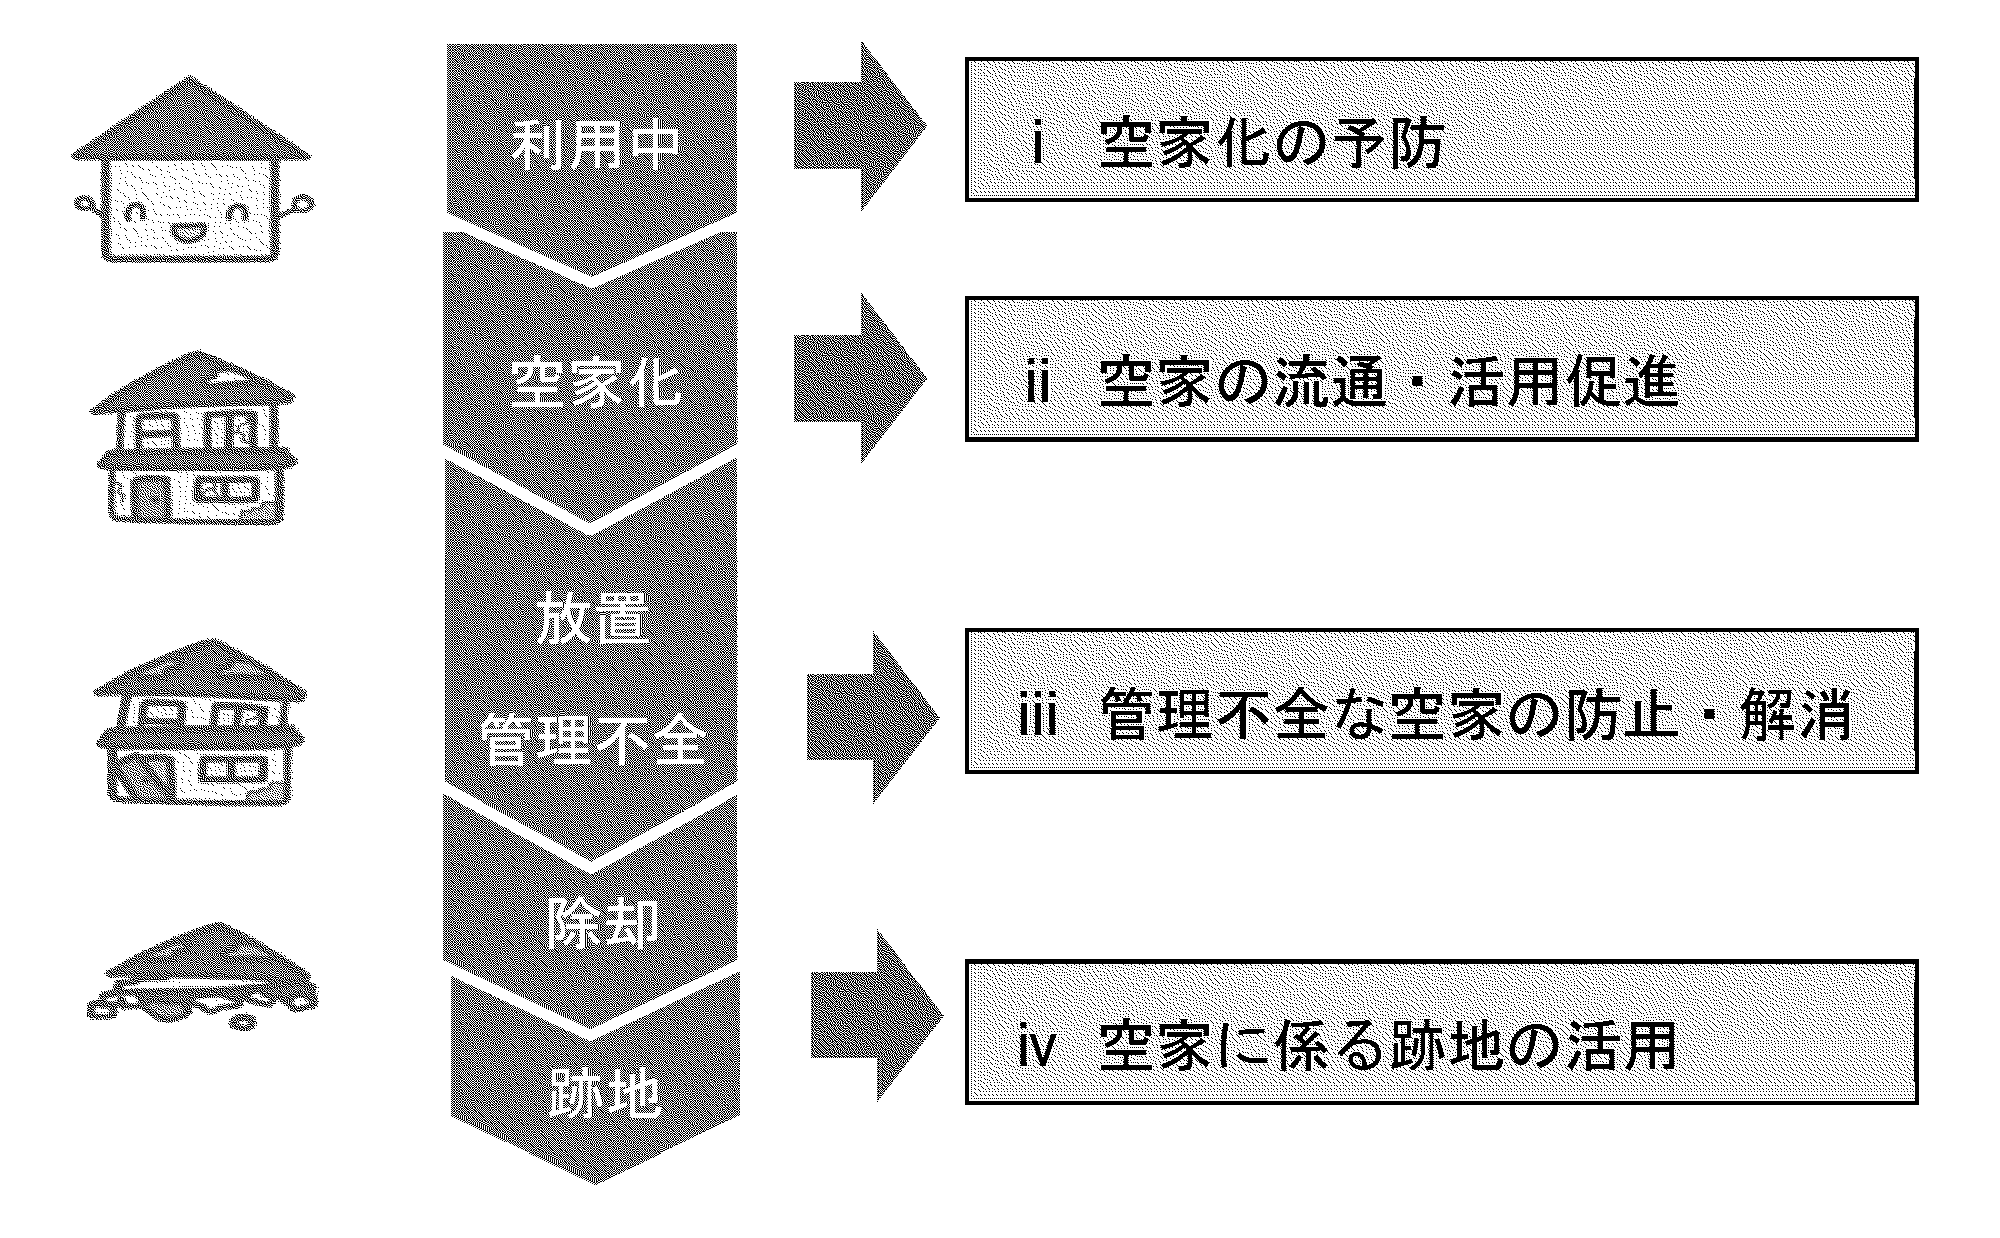 利用中
ⅰ　空家化の予防
空家化
ⅱ　空家の流通・活用促進
放置
管理不全
ⅲ　管理不全な空家の防止・解消
除却
跡地
ⅳ　空家に係る跡地の活用